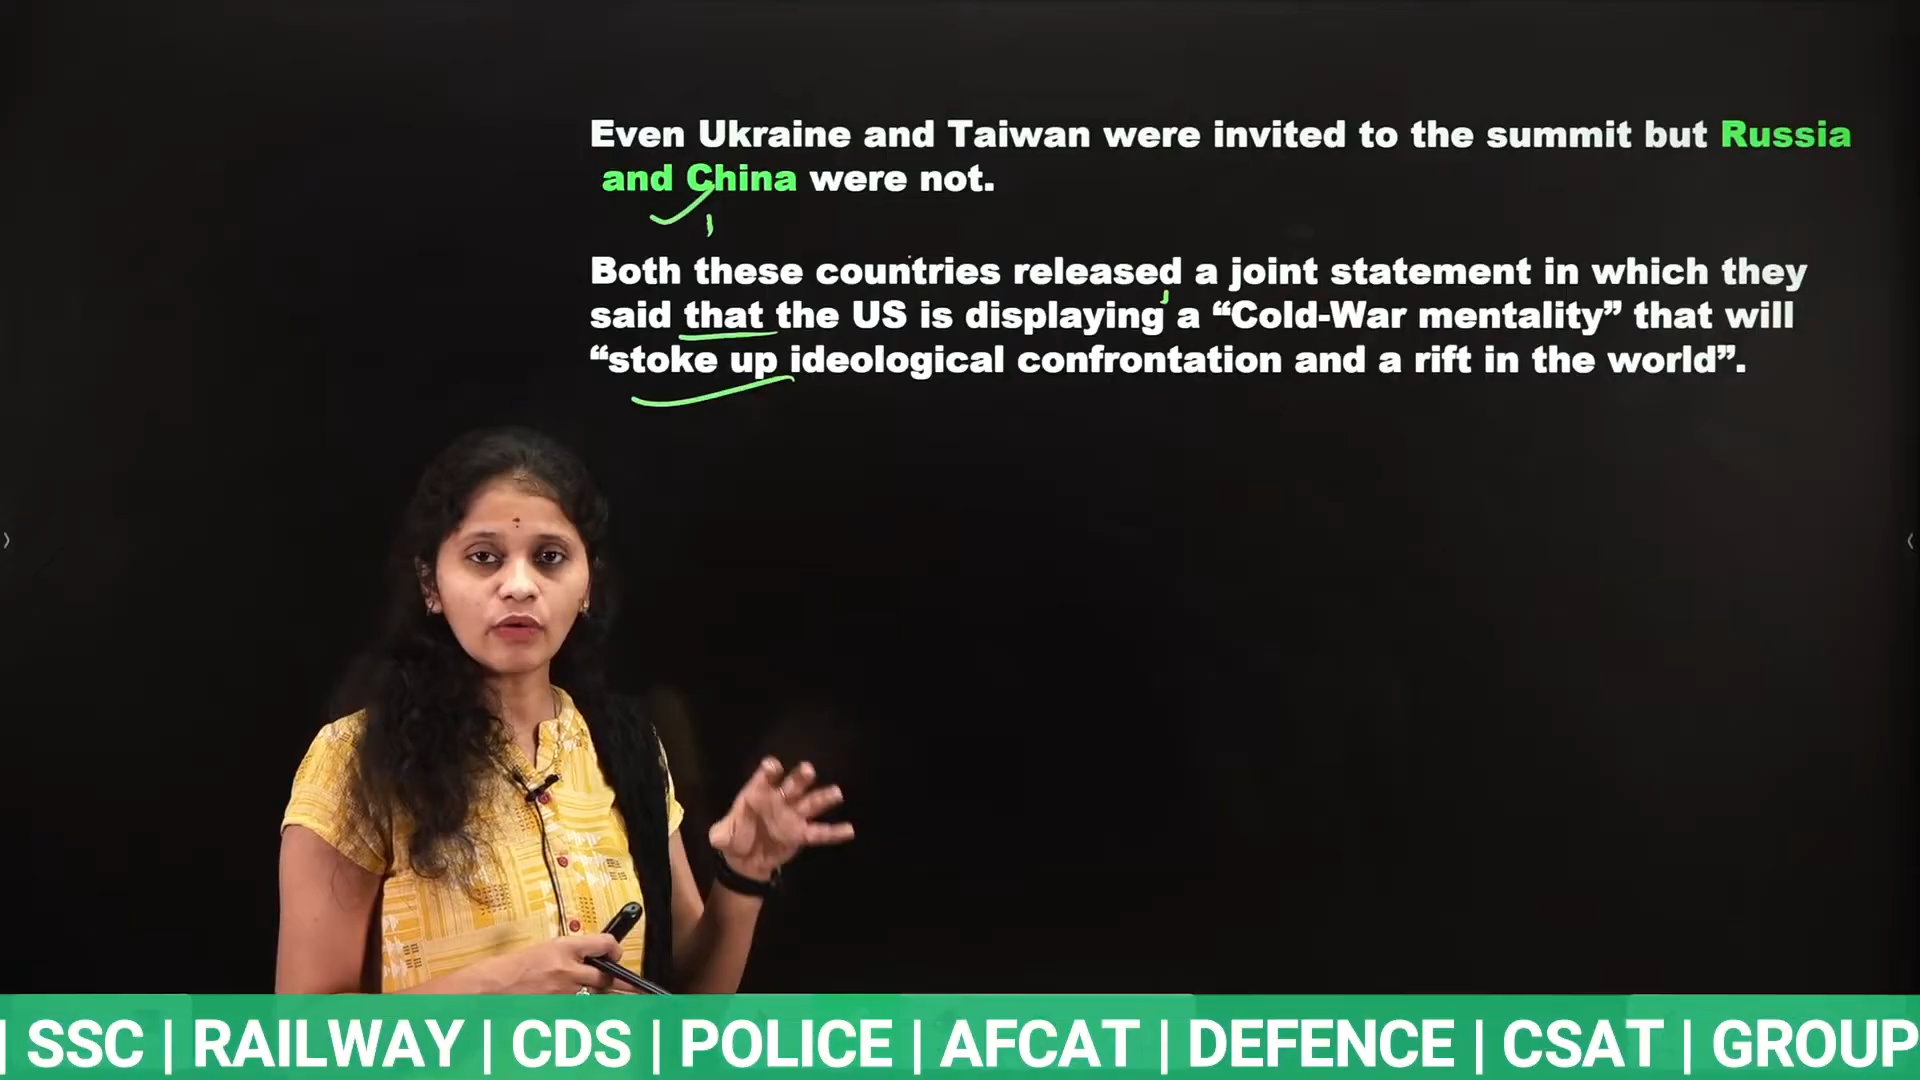 Even Ukraine and Taiwan were invited to the summit but Russia
and China were not.
Both these countries released a joint statement in which they
said that the US is displaying a “Cold-War mentality” that will
“stoke up ideological confrontation and a rift in the world”.
| SSC | RAILWAY | CDS | POLICE | AFCAT | DEFENCE | CSAT | GROUP